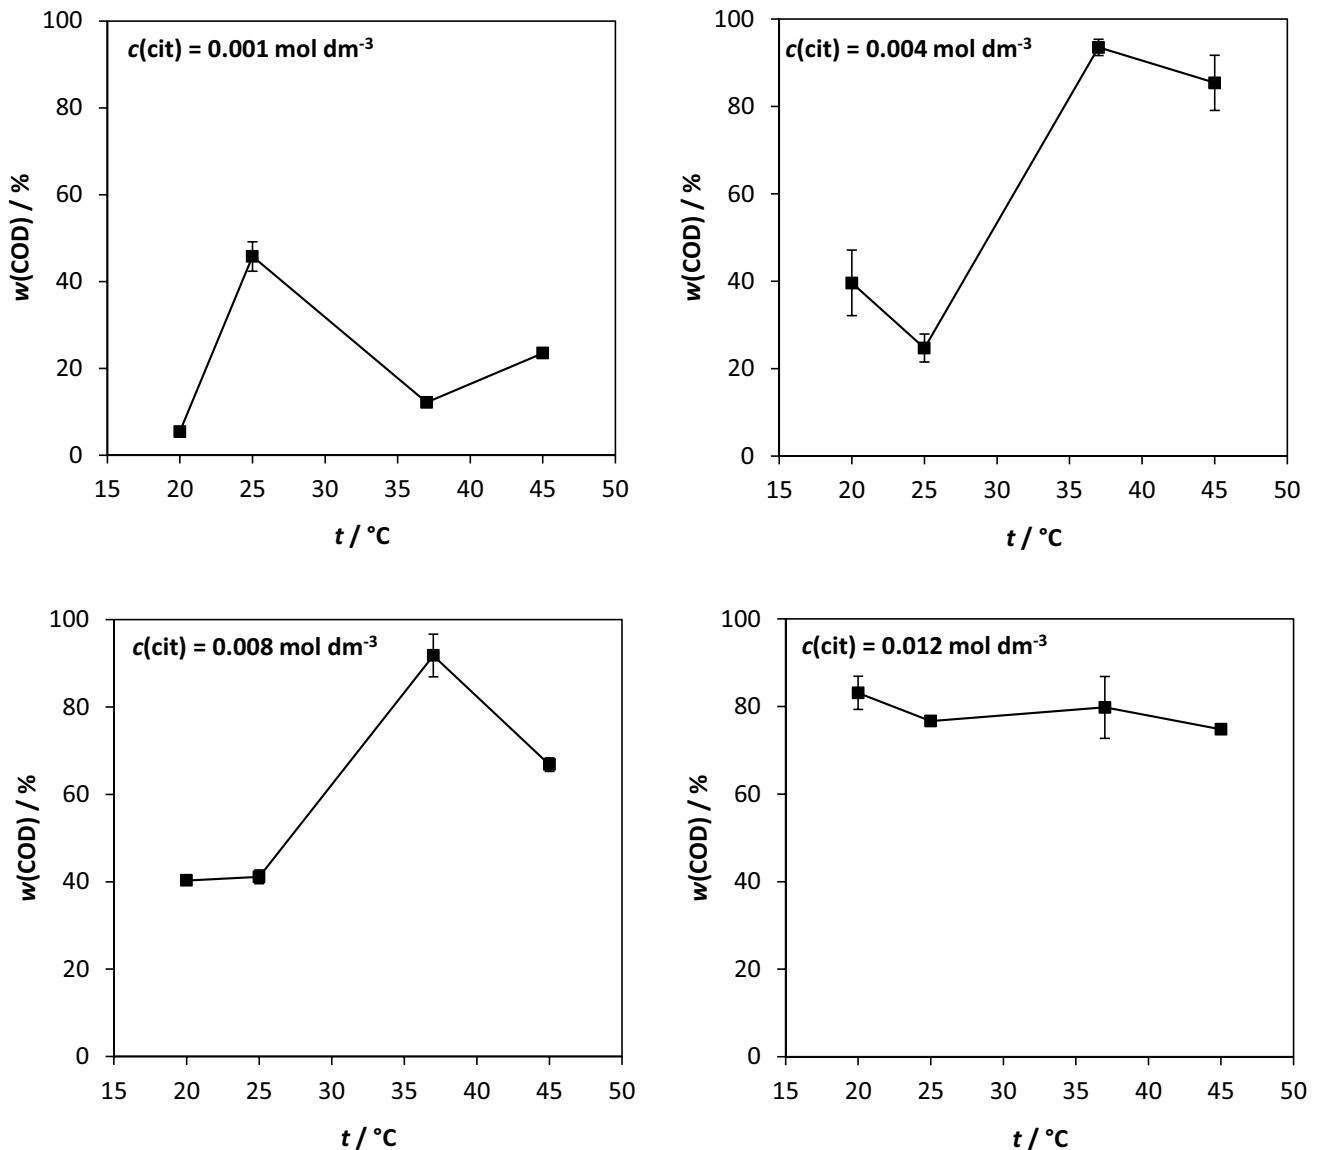 c(cit) = 0.001 mol dm-3
100
80
60
40
20
0
w(COD) / %
15 20 25 30 35 40 45 50
t / °C
c(cit) = 0.004 mol dm-3
100
80
60
40
20
0
w(COD) / %
15 20 25 30 35 40 45 50
t / °C
c(cit) = 0.008 mol dm-3
100
80
60
40
20
0
w(COD) / %
15 20 25 30 35 40 45 50
t / °C
c(cit) = 0.012 mol dm-3
100
80
60
40
20
0
w(COD) / %
15 20 25 30 35 40 45 50
t / °C